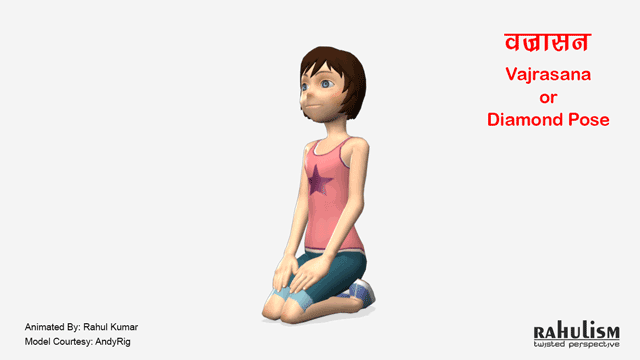 वज्रासन
Vajrasana
or
Diamond Pose
Animated By: Rahul Kumar
Model Courtesy: AndyRig
RAHULISM
twisted perspective